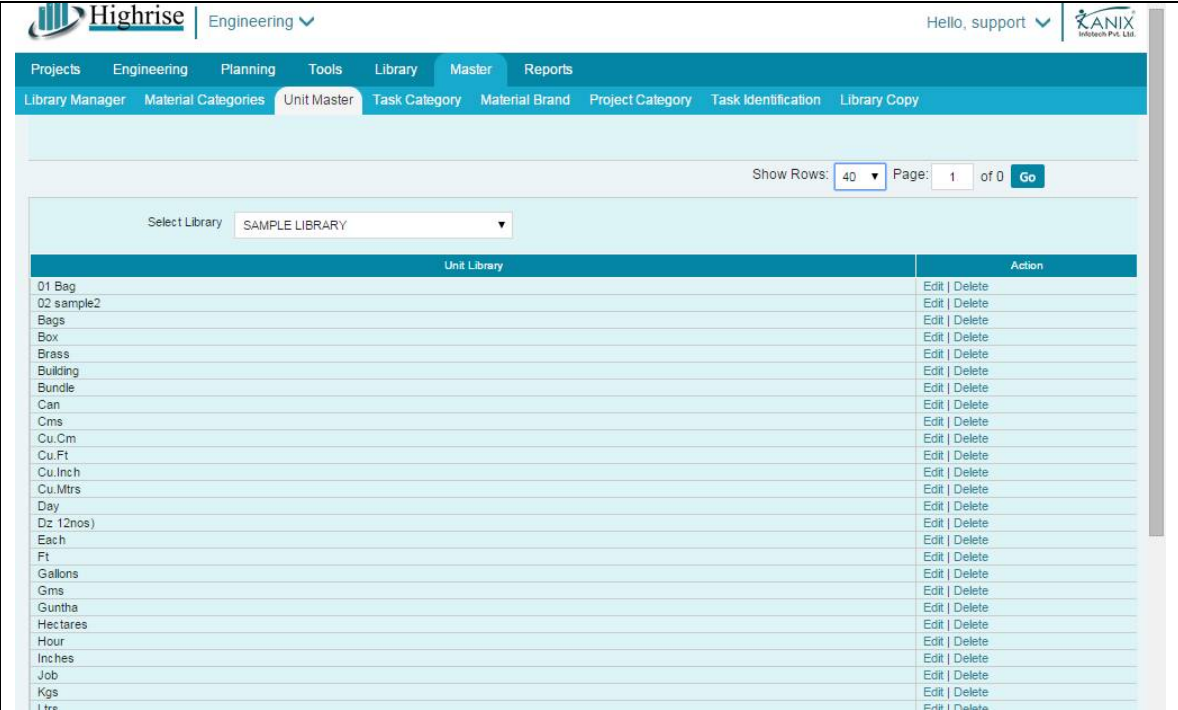 Highrise Engineering Hello, support KANIX
Infotech Pvt. Ltd.
Projects Engineering Planning Tools Library Master Reports
Library Manager Material Categories Unit Master Task Category Material Brand Project Category Task Identification Library Copy
Show Rows: 40 Page: 1 of 0 Go
Select Library SAMPLE LIBRARY
Unit Library Action
01 Bag Edit | Delete
02 sample2 Edit | Delete
Bags Edit | Delete
Box Edit | Delete
Brass Edit | Delete
Building Edit | Delete
Bundle Edit | Delete
Can Edit | Delete
Cms Edit | Delete
Cu.Cm Edit | Delete
Cu.Ft Edit | Delete
Cu.Inch Edit | Delete
Cu.Mtrs Edit | Delete
Day Edit | Delete
Dz 12nos) Edit | Delete
Each Edit | Delete
Ft Edit | Delete
Gallons Edit | Delete
Gms Edit | Delete
Guntha Edit | Delete
Hectares Edit | Delete
Hour Edit | Delete
Inches Edit | Delete
Job Edit | Delete
Kgs Edit | Delete
Ltrs Edit | Delete